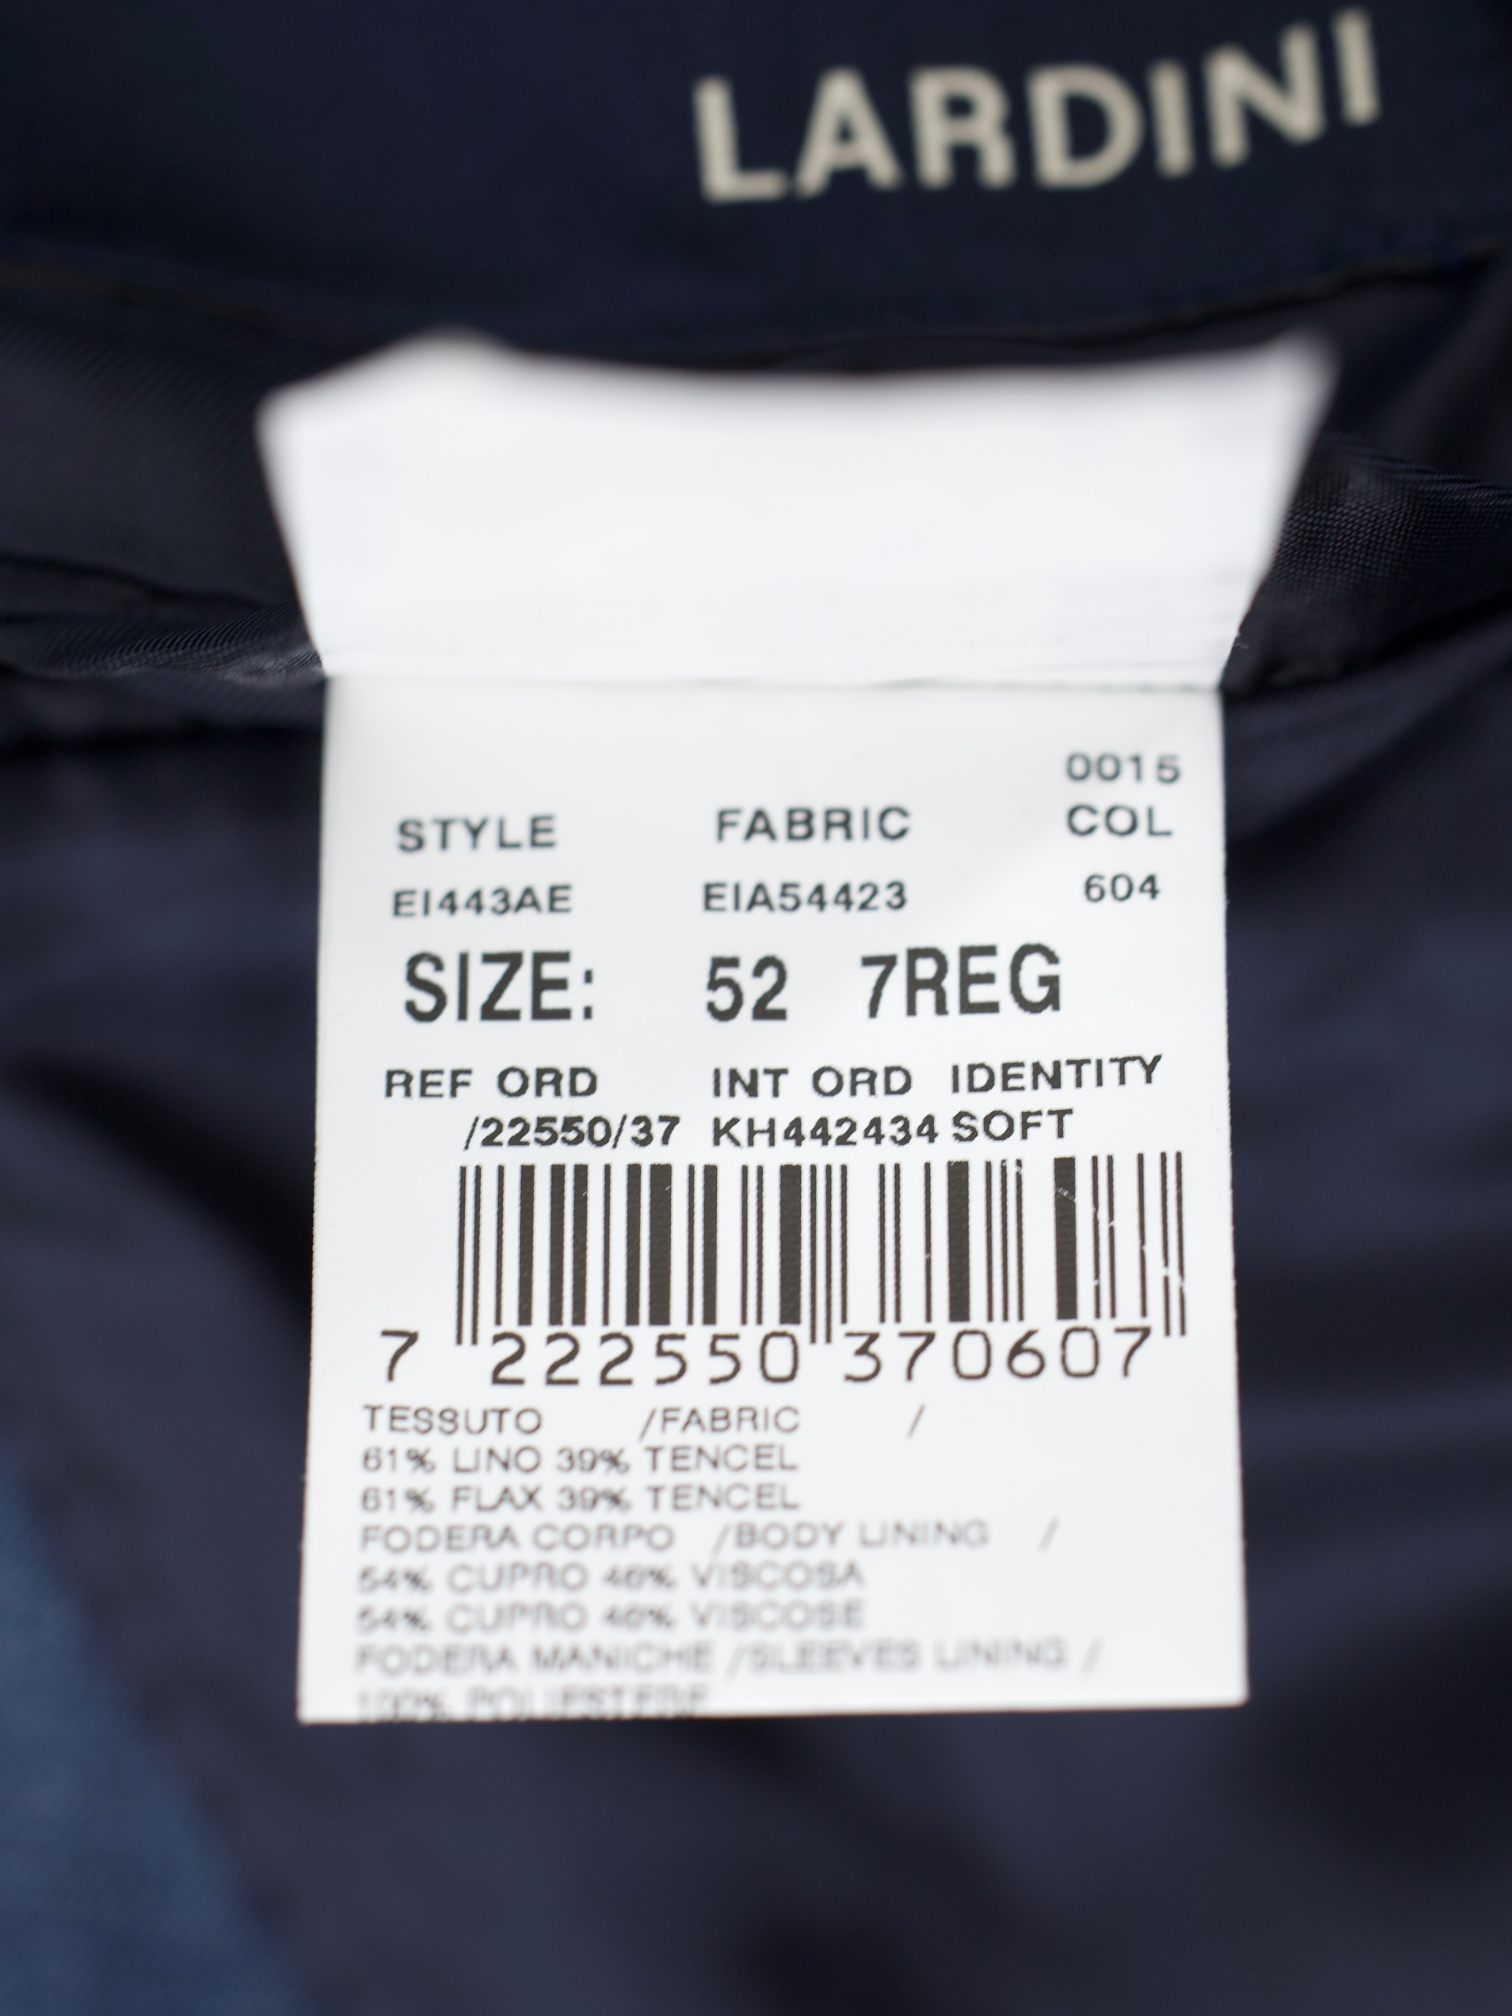 LARDINI
0015
STYLE FABRIC COL
EI443AE EIA54423 604
SIZE: 52 7REG
REF ORD INT ORD IDENTITY
/22550/37 KH442434 SOFT
7 222550 370607
TESSUTO /FABRIC /
61% LINO 39% TENCEL
61% FLAX 39% TENCEL
FODERA CORPO /BODY LINING /
54% CUPRO 46% VISCOSA
54% CUPRO 46% VISCOSE
FODERA MANICHE /SLEEVES LINING /
100% POLIESTERE